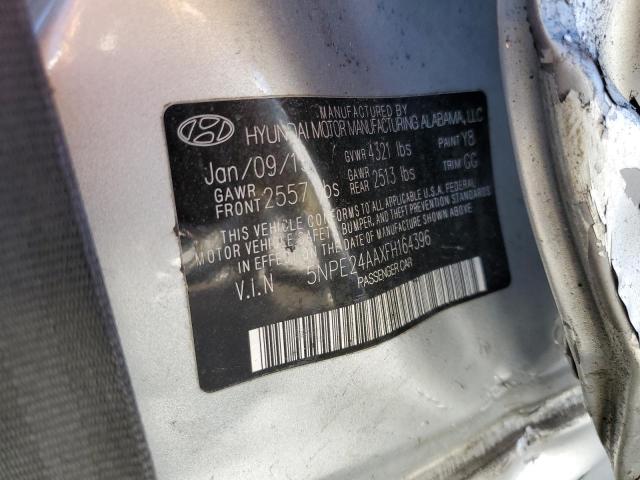 MANUFACTURED BY
HYUNDAI MOTOR MANUFACTURING ALABAMA, LLC
Jan/09/15 GVWR 4321 lbs PAINT Y8
GAWR FRONT 2557 lbs GAWR REAR 2513 lbs TRIM GG
THIS VEHICLE CONFORMS TO ALL APPLICABLE U.S.A. FEDERAL
MOTOR VEHICLE SAFETY, BUMPER, AND THEFT PREVENTION STANDARDS
IN EFFECT ON THE DATE OF MANUFACTURE SHOWN ABOVE.
V.I.N 5NPE24AAXFH164396
PASSENGER CAR